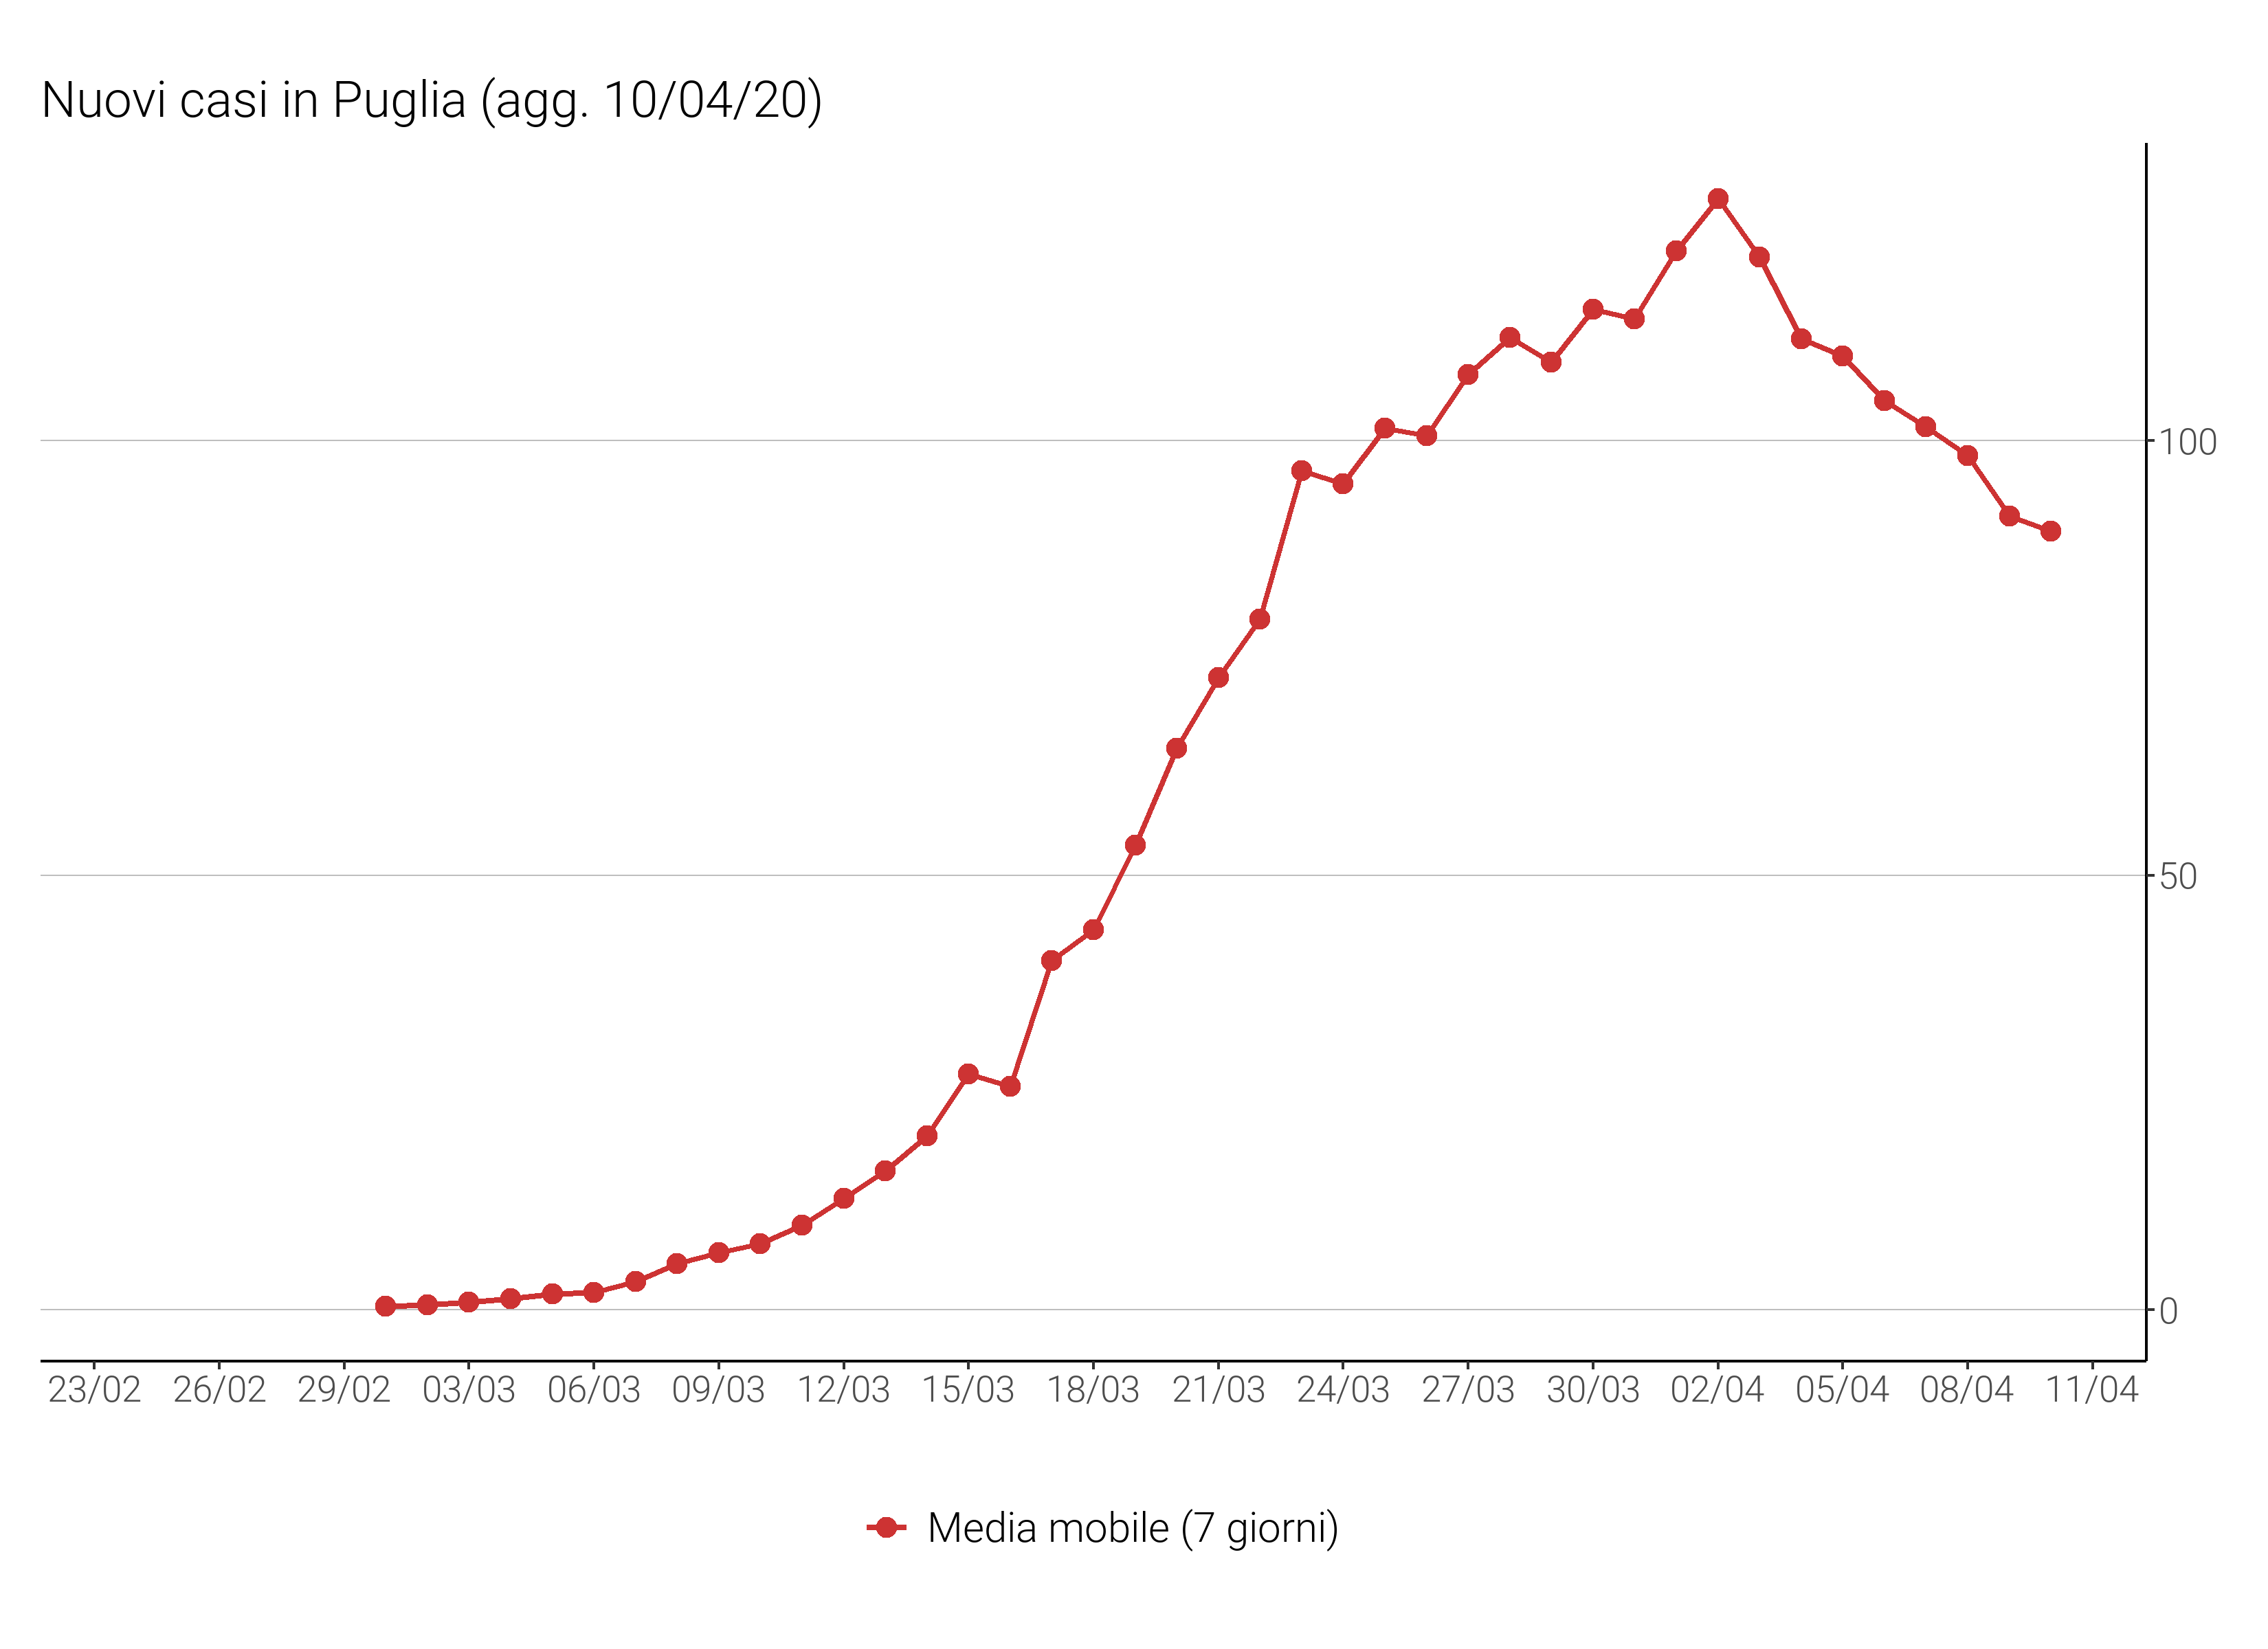 Nuovi casi in Puglia (agg. 10/04/20)
100
50
0
23/02 26/02 29/02 03/03 06/03 09/03 12/03 15/03 18/03 21/03 24/03 27/03 30/03 02/04 05/04 08/04 11/04
Media mobile (7 giorni)